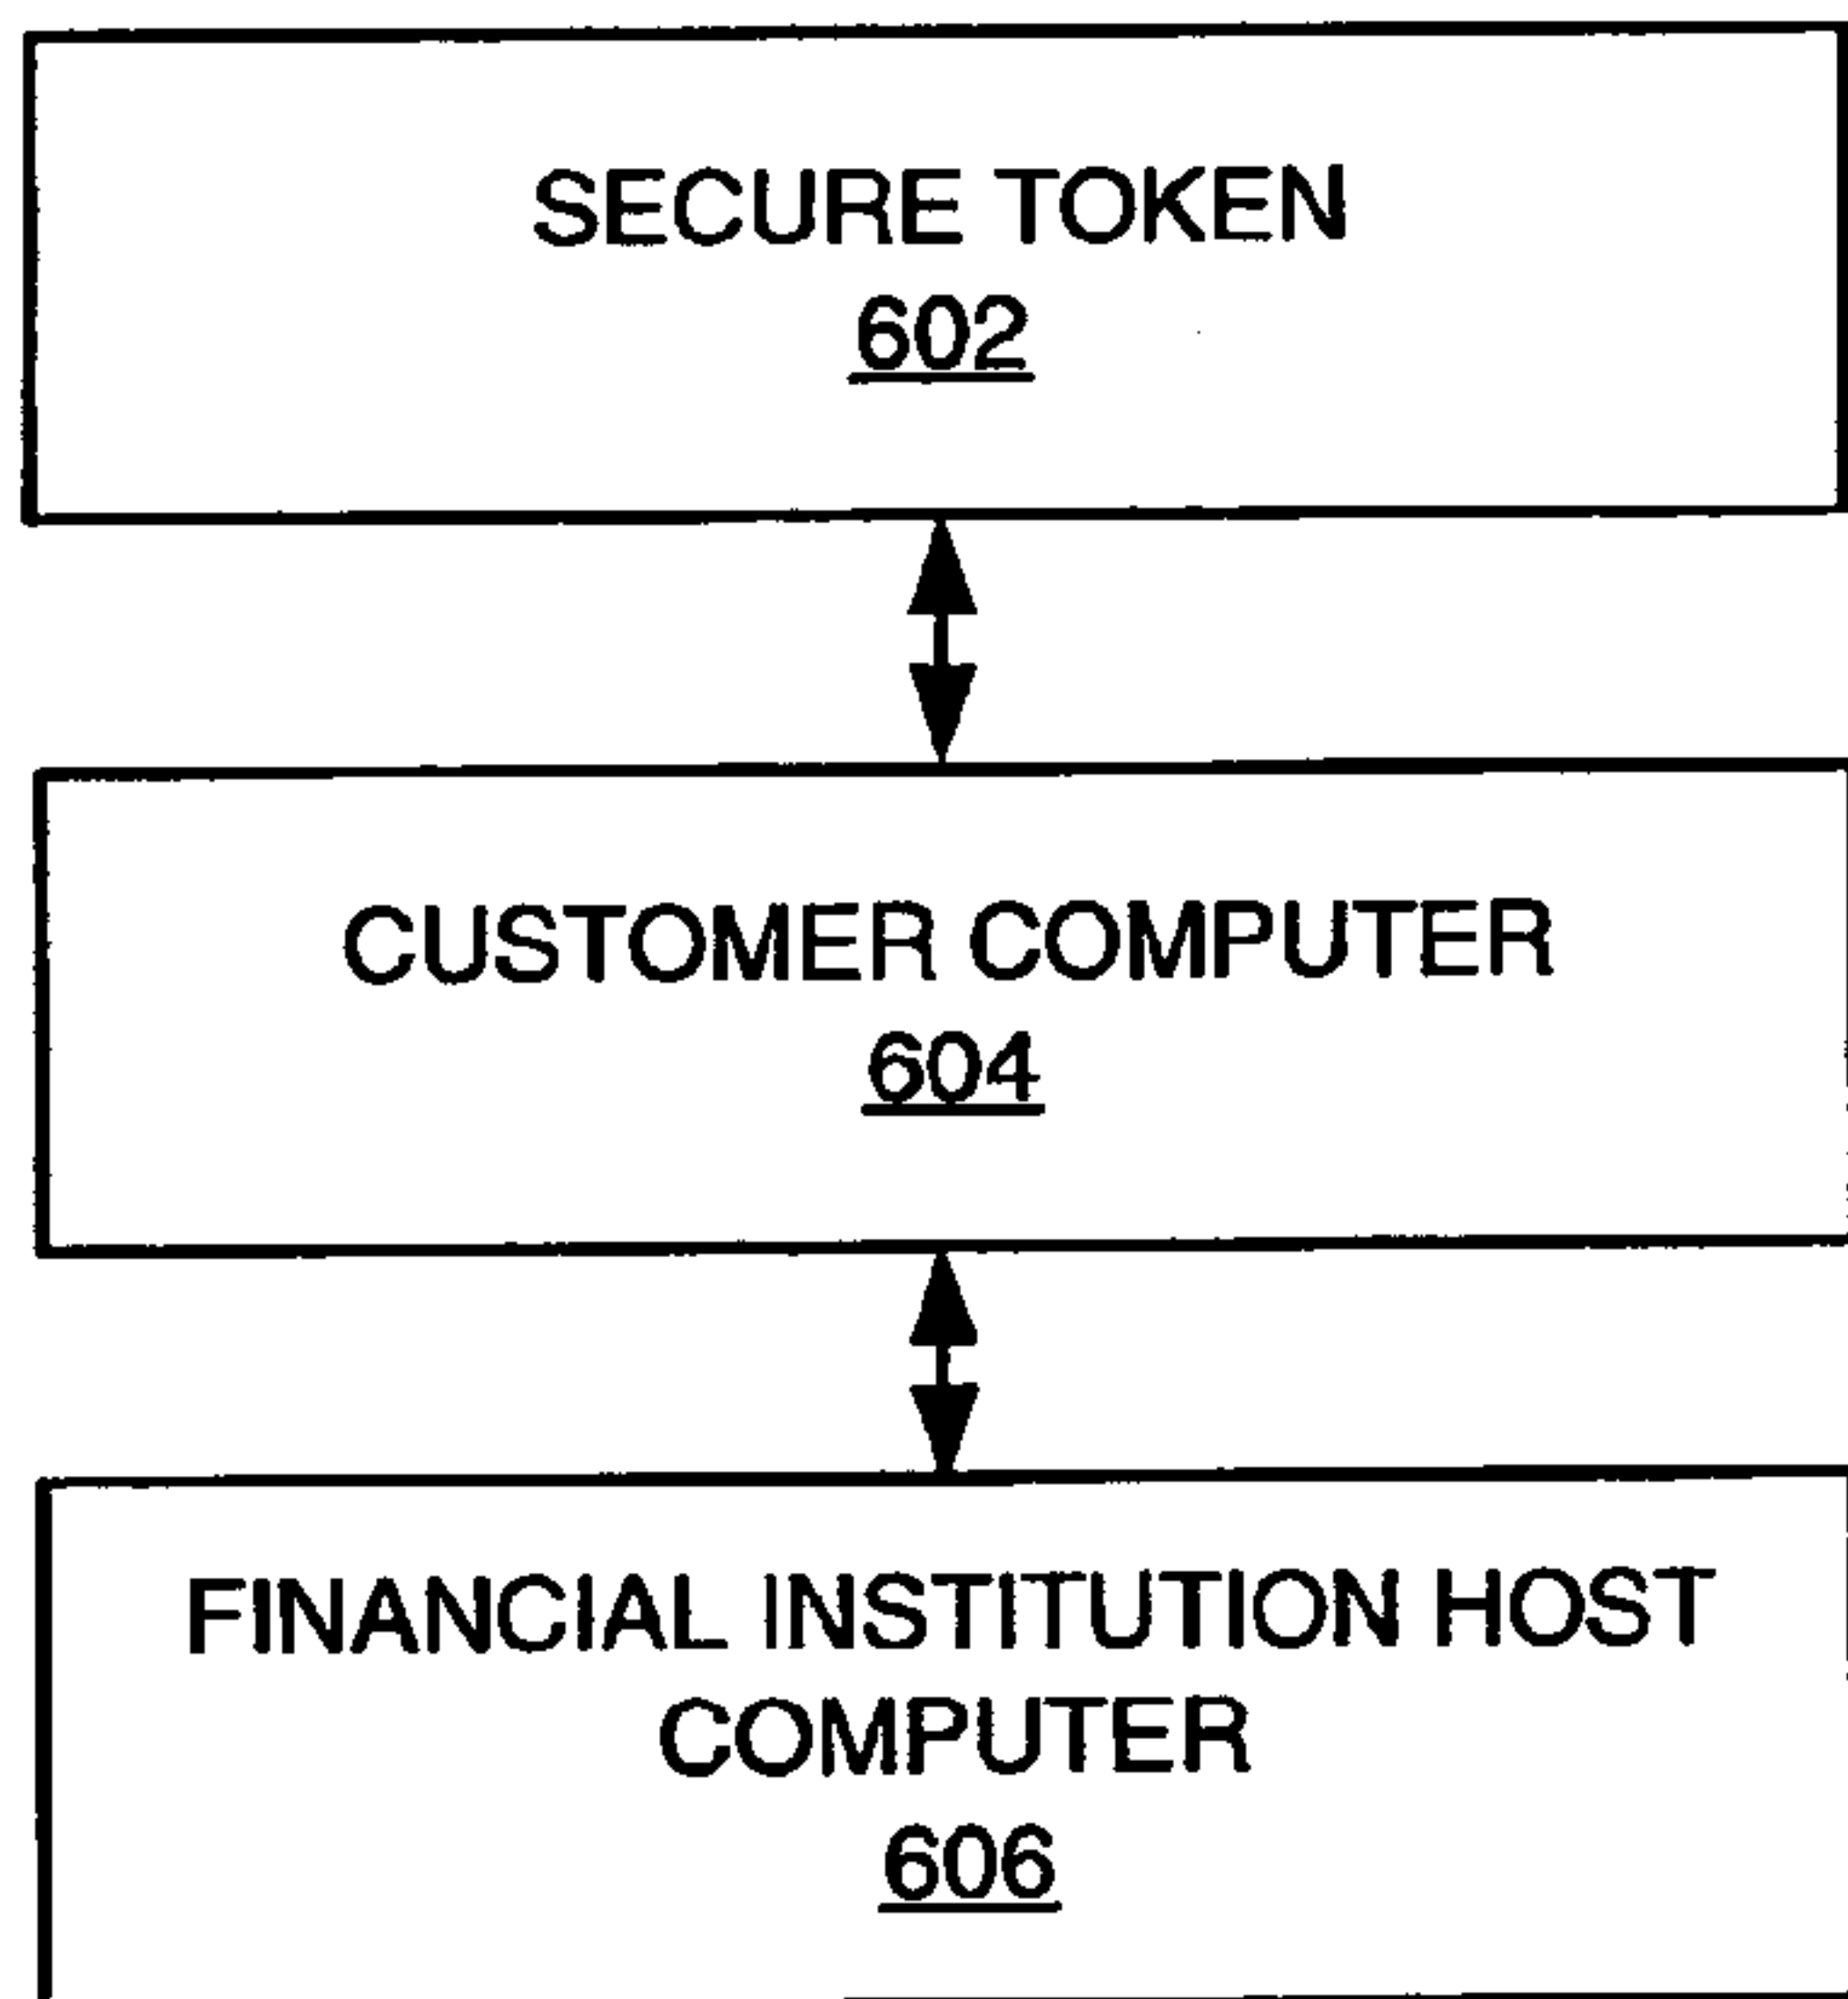 SECURE TOKEN
602
CUSTOMER COMPUTER
604
FINANCIAL INSTITUTION HOST
COMPUTER
606